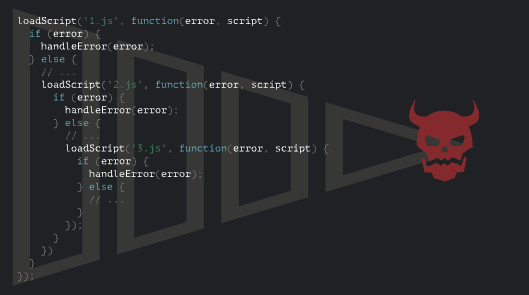 loadScript('1.js', function(error, script) {
  if (error) {
    handleError(error);
  } else {
    // ...
    loadScript('2.js', function(error, script) {
      if (error) {
        handleError(error);
      } else {
        // ...
        loadScript('3.js', function(error, script) {
          if (error) {
            handleError(error);
          } else {
            // ...
          }
        });
      }
    })
  }
});